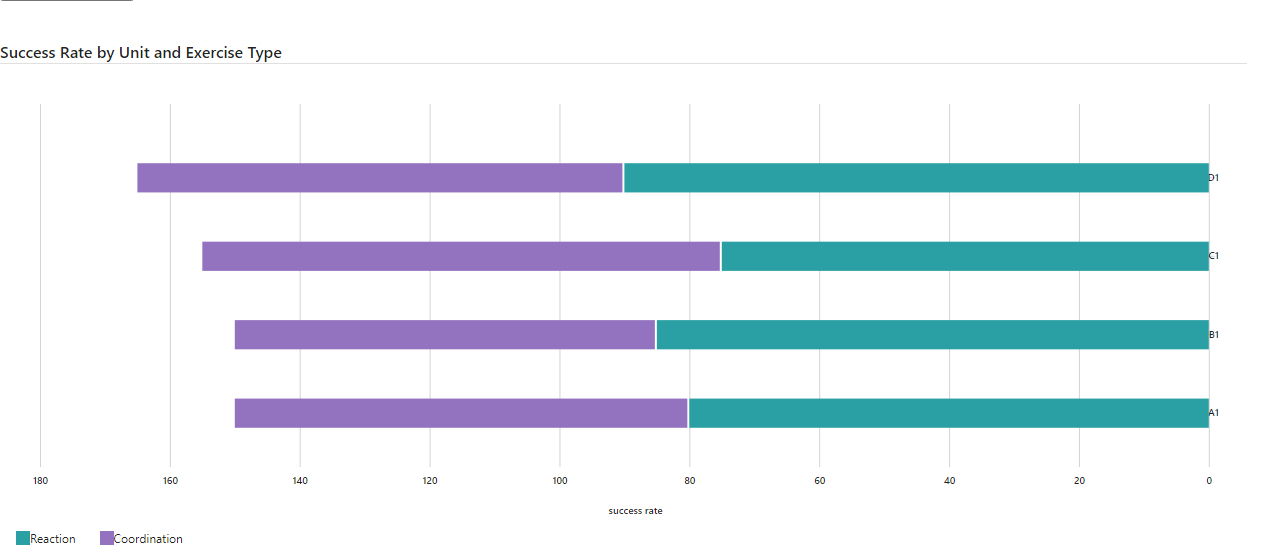 Success Rate by Unit and Exercise Type
D1
C1
B1
A1
180 160 140 120 100 80 60 40 20 0
success rate
Reaction Coordination